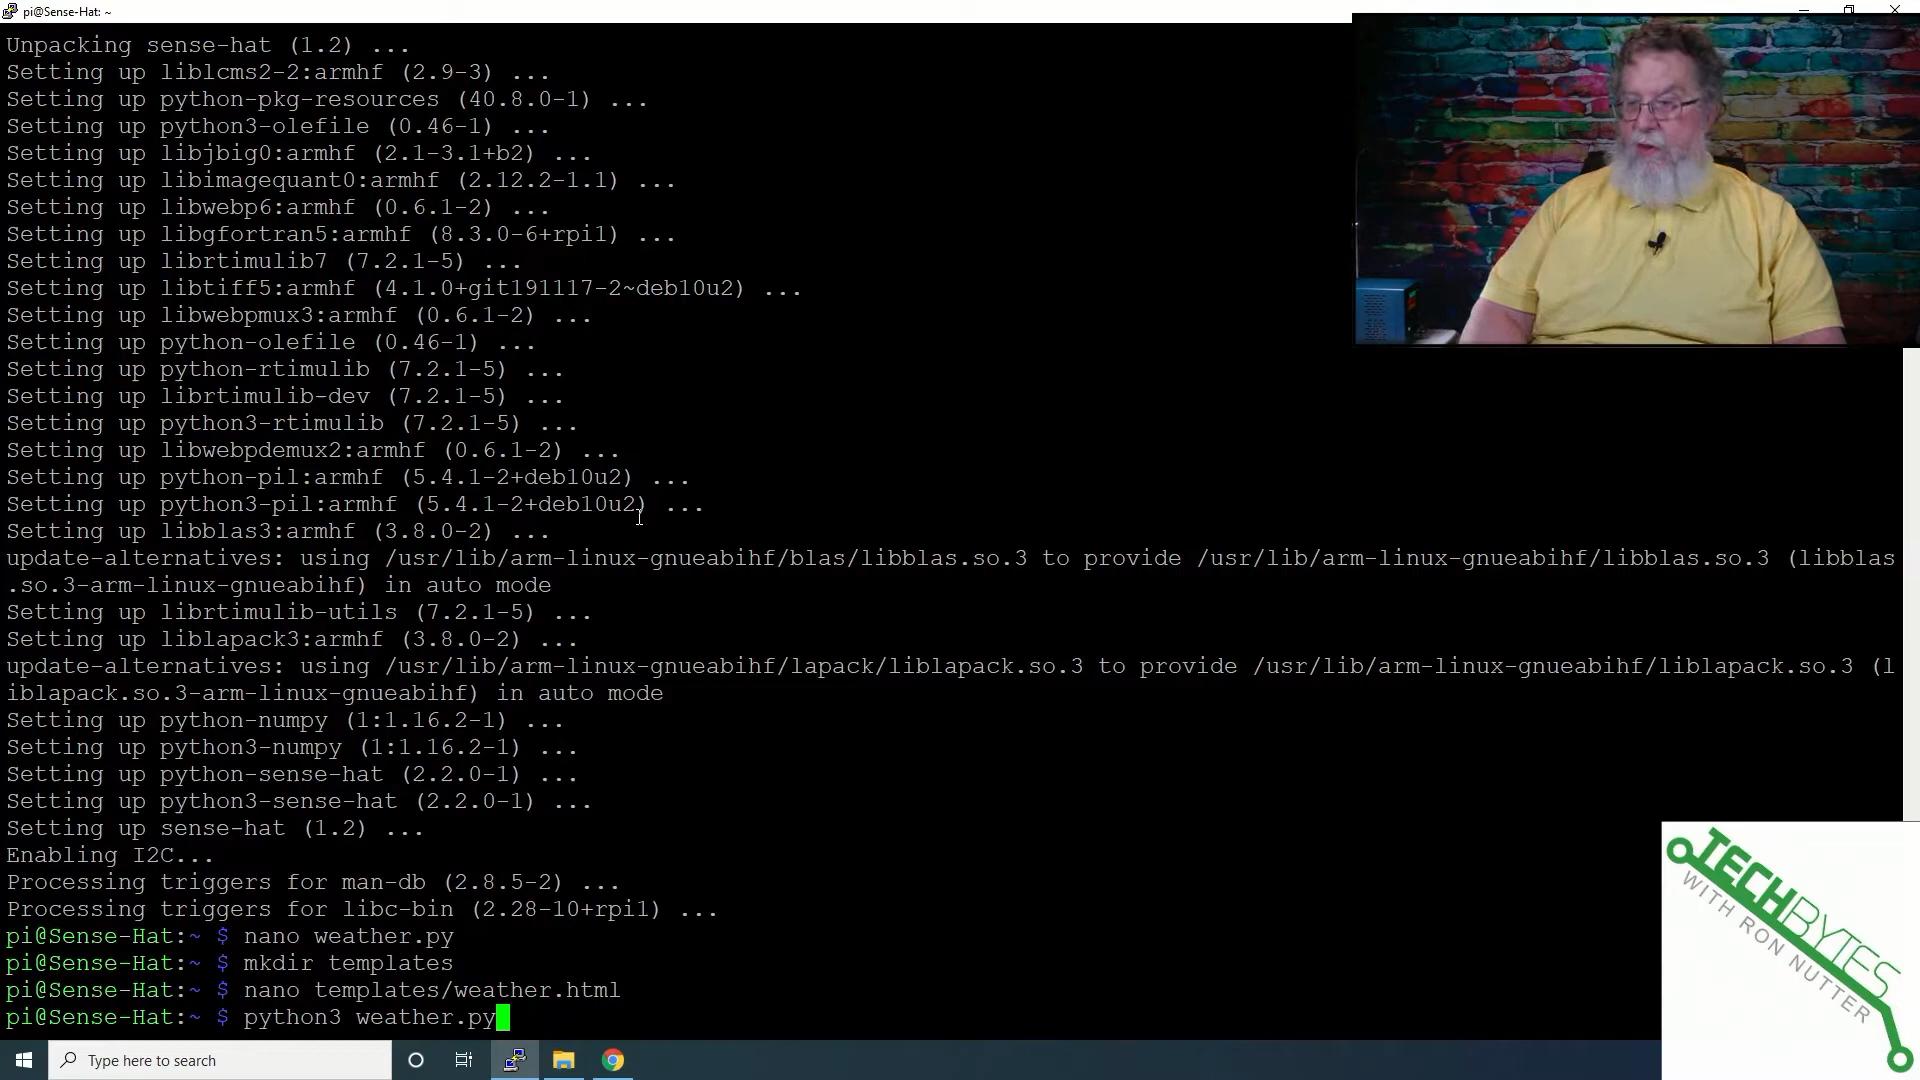 pi@Sense-Hat: ~
Unpacking sense-hat (1.2) ...
Setting up liblcms2-2:armhf (2.9-3) ...
Setting up python-pkg-resources (40.8.0-1) ...
Setting up python3-olefile (0.46-1) ...
Setting up libjbig0:armhf (2.1-3.1+b2) ...
Setting up libimagequant0:armhf (2.12.2-1.1) ...
Setting up libwebp6:armhf (0.6.1-2) ...
Setting up libgfortran5:armhf (8.3.0-6+rpi1) ...
Setting up librtimulib7 (7.2.1-5) ...
Setting up libtiff5:armhf (4.1.0+git191117-2~deb10u2) ...
Setting up libwebpmux3:armhf (0.6.1-2) ...
Setting up python-olefile (0.46-1) ...
Setting up python-rtimulib (7.2.1-5) ...
Setting up librtimulib-dev (7.2.1-5) ...
Setting up python3-rtimulib (7.2.1-5) ...
Setting up libwebpdemux2:armhf (0.6.1-2) ...
Setting up python-pil:armhf (5.4.1-2+deb10u2) ...
Setting up python3-pil:armhf (5.4.1-2+deb10u2) ...
Setting up libblas3:armhf (3.8.0-2) ...
update-alternatives: using /usr/lib/arm-linux-gnueabihf/blas/libblas.so.3 to provide /usr/lib/arm-linux-gnueabihf/libblas.so.3 (libblas
.so.3-arm-linux-gnueabihf) in auto mode
Setting up librtimulib-utils (7.2.1-5) ...
Setting up liblapack3:armhf (3.8.0-2) ...
update-alternatives: using /usr/lib/arm-linux-gnueabihf/lapack/liblapack.so.3 to provide /usr/lib/arm-linux-gnueabihf/liblapack.so.3 (l
iblapack.so.3-arm-linux-gnueabihf) in auto mode
Setting up python-numpy (1:1.16.2-1) ...
Setting up python3-numpy (1:1.16.2-1) ...
Setting up python-sense-hat (2.2.0-1) ...
Setting up python3-sense-hat (2.2.0-1) ...
Setting up sense-hat (1.2) ...
Enabling I2C...
Processing triggers for man-db (2.8.5-2) ...
Processing triggers for libc-bin (2.28-10+rpi1) ...
pi@Sense-Hat:~ $ nano weather.py
pi@Sense-Hat:~ $ mkdir templates
pi@Sense-Hat:~ $ nano templates/weather.html
pi@Sense-Hat:~ $ python3 weather.py
TECHBYTES
WITH RON NUTTER
Type here to search